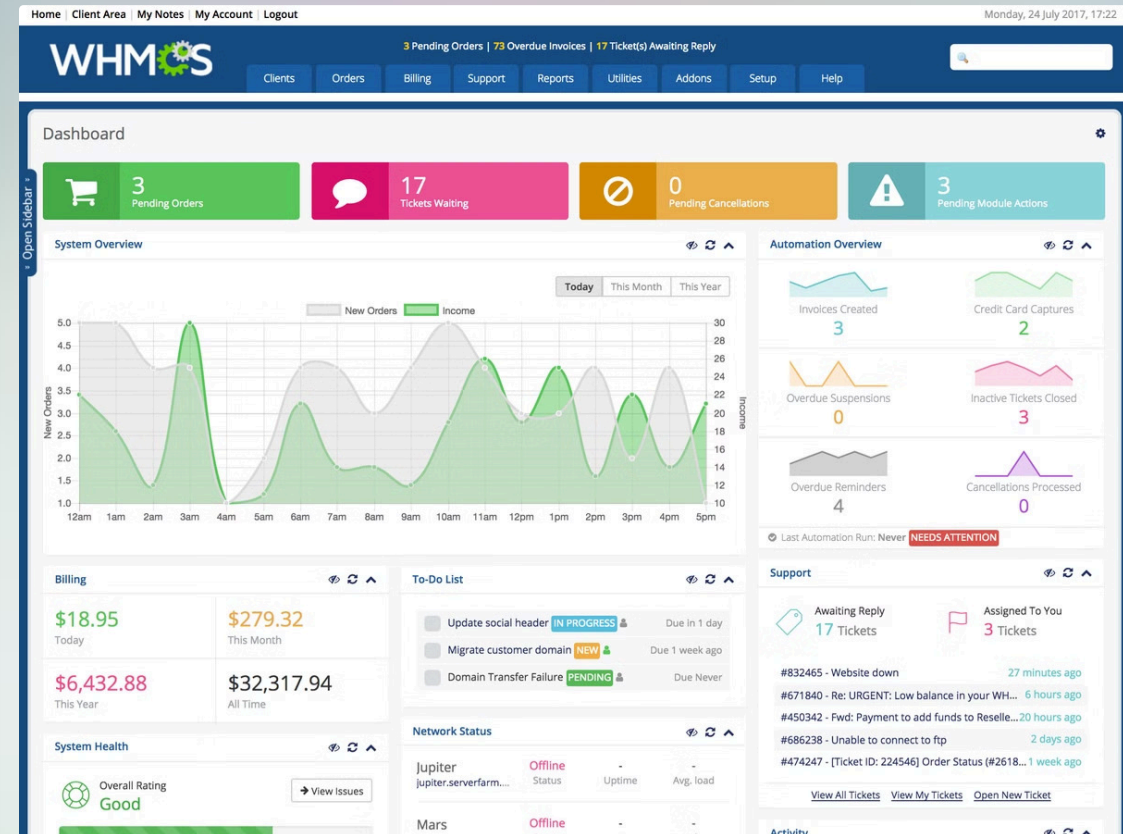 Home | Client Area | My Notes | My Account | Logout
Monday, 24 July 2017, 17:22
WHMCS
3 Pending Orders | 73 Overdue Invoices | 17 Ticket(s) Awaiting Reply
Clients Orders Billing Support Reports Utilities Addons Setup Help
Dashboard
» Open Sidebar »
3
Pending Orders
17
Tickets Waiting
0
Pending Cancellations
3
Pending Module Actions
System Overview
Today This Month This Year
New Orders Income
New Orders
5.0
4.5
4.0
3.5
3.0
2.5
2.0
1.5
1.0
30
28
26
24
22
20
18
16
14
12
10
Income
12am 1am 2am 3am 4am 5am 6am 7am 8am 9am 10am 11am 12pm 1pm 2pm 3pm 4pm 5pm
Automation Overview
Invoices Created
3
Credit Card Captures
2
Overdue Suspensions
0
Inactive Tickets Closed
3
Overdue Reminders
4
Cancellations Processed
0
Last Automation Run: Never NEEDS ATTENTION
Billing
$18.95
Today
$279.32
This Month
$6,432.88
This Year
$32,317.94
All Time
To-Do List
Update social header IN PROGRESS Due in 1 day
Migrate customer domain NEW Due 1 week ago
Domain Transfer Failure PENDING Due Never
Support
Awaiting Reply
17 Tickets
Assigned To You
3 Tickets
#832465 - Website down 27 minutes ago
#671840 - Re: URGENT: Low balance in your WH... 6 hours ago
#450342 - Fwd: Payment to add funds to Reselle... 20 hours ago
#686238 - Unable to connect to ftp 2 days ago
#474247 - [Ticket ID: 224546] Order Status (#2618... 1 week ago
View All Tickets View My Tickets Open New Ticket
System Health
Overall Rating
Good
View Issues
Network Status
Jupiter
jupiter.serverfarm....
Offline
Status
-
Uptime
-
Avg. load
Mars
Offline
-
-
Activity